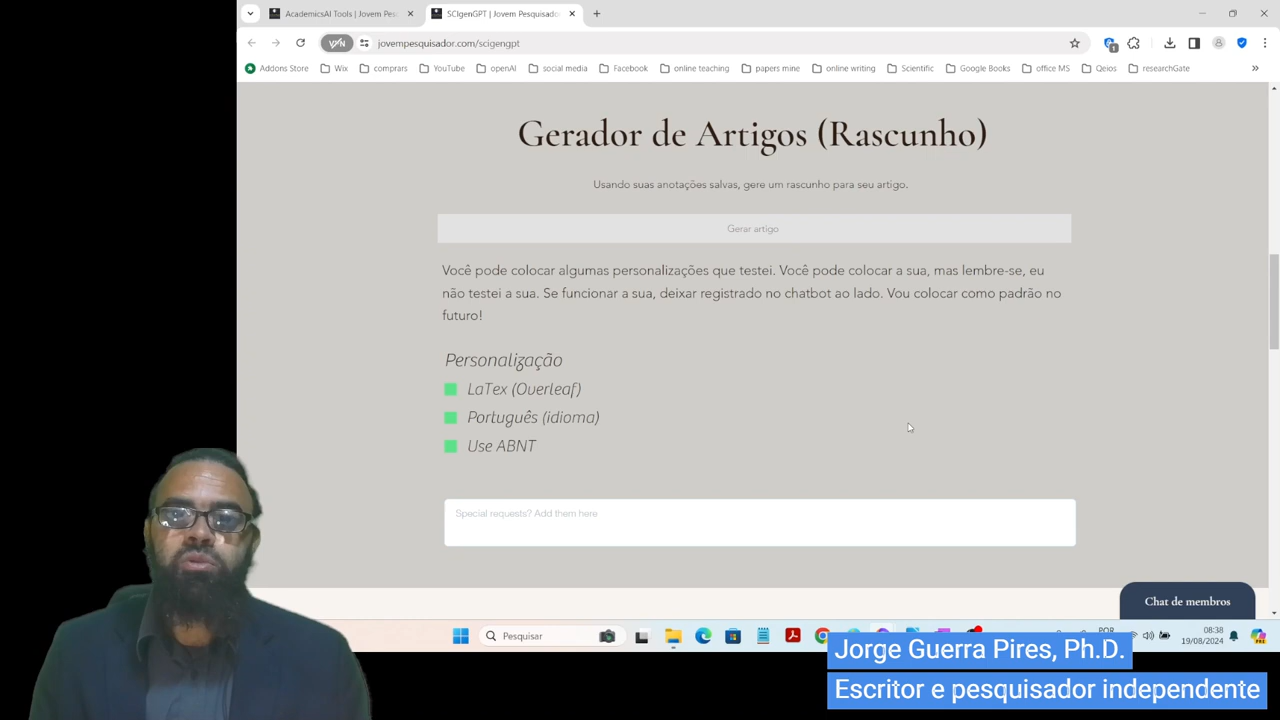 AcademicsAI Tools | Jovem Pes
SCIgenGPT | Jovem Pesquisado
VPN
jovempesquisador.com/scigengpt
1
Addons Store
Wix
comprars
YouTube
openAI
social media
Facebook
online teaching
papers mine
online writing
Scientific
Google Books
office MS
Qeios
researchGate
»
Gerador de Artigos (Rascunho)
Usando suas anotações salvas, gere um rascunho para seu artigo.
Gerar artigo
Você pode colocar algumas personalizações que testei. Você pode colocar a sua, mas lembre-se, eu
não testei a sua. Se funcionar a sua, deixar registrado no chatbot ao lado. Vou colocar como padrão no
futuro!
Personalização
LaTex (Overleaf)
Português (idioma)
Use ABNT
Special requests? Add them here
Chat de membros
Pesquisar
POR
08:38
19/08/2024
Jorge Guerra Pires, Ph.D.
Escritor e pesquisador independente